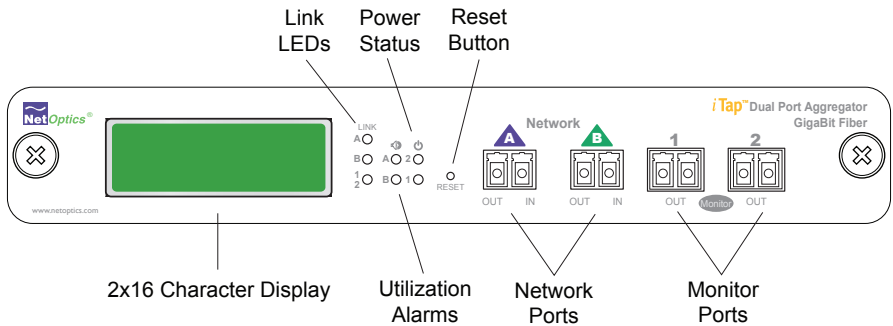 Link
LEDs
Power
Status
Reset
Button
Net Optics®
LINK
A
B
1
2
A 2
B 1
RESET
Network
A
B
OUT IN
OUT IN
iTap™ Dual Port Aggregator
GigaBit Fiber
1
2
OUT
Monitor
OUT
www.netoptics.com
2x16 Character Display
Utilization
Alarms
Network
Ports
Monitor
Ports